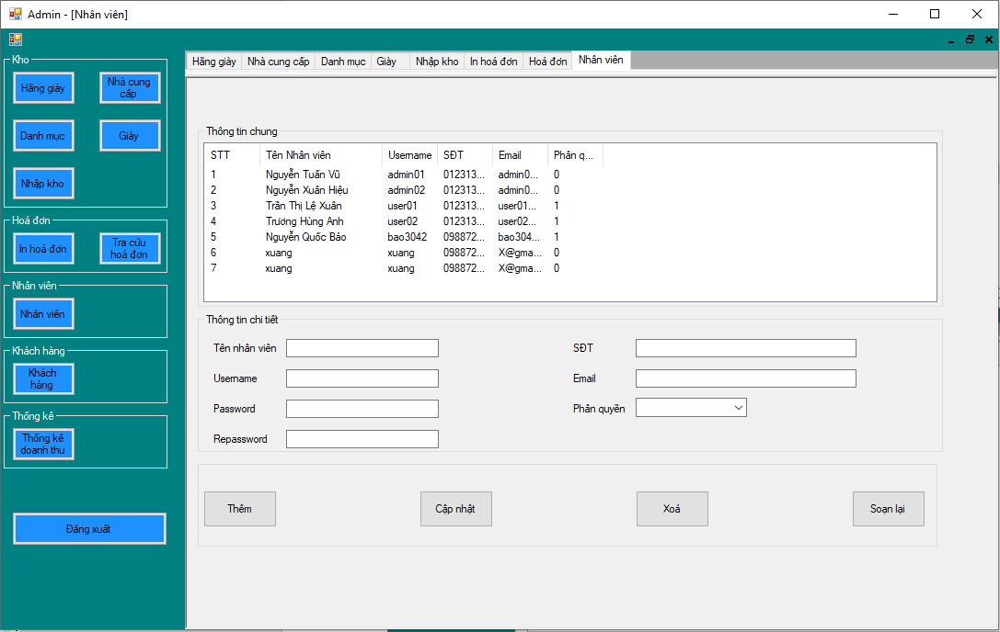 Admin - [Nhân viên]
Kho
Hãng giày
Nhà cung cấp
Danh mục
Giày
Nhập kho
Hoá đơn
In hoá đơn
Tra cứu hoá đơn
Nhân viên
Nhân viên
Khách hàng
Khách hàng
Thống kê
Thống kê doanh thu
Đăng xuất
Hãng giày Nhà cung cấp Danh mục Giày Nhập kho In hoá đơn Hoá đơn Nhân viên
Thông tin chung
STT Tên Nhân viên Username SĐT Email Phân q...
1 Nguyễn Tuấn Vũ admin01 012313... admin0... 0
2 Nguyễn Xuân Hiệu admin02 012313... admin0... 0
3 Trần Thị Lệ Xuân user01 012313... user01... 1
4 Trương Hùng Anh user02 012313... user02... 1
5 Nguyễn Quốc Bảo bao3042 098872... bao304... 1
6 xuang xuang 098872... X@gma... 0
7 xuang xuang 098872... X@gma... 0
Thông tin chi tiết
Tên nhân viên SĐT
Username Email
Password Phân quyền
Repassword
Thêm Cập nhật Xoá Soạn lại